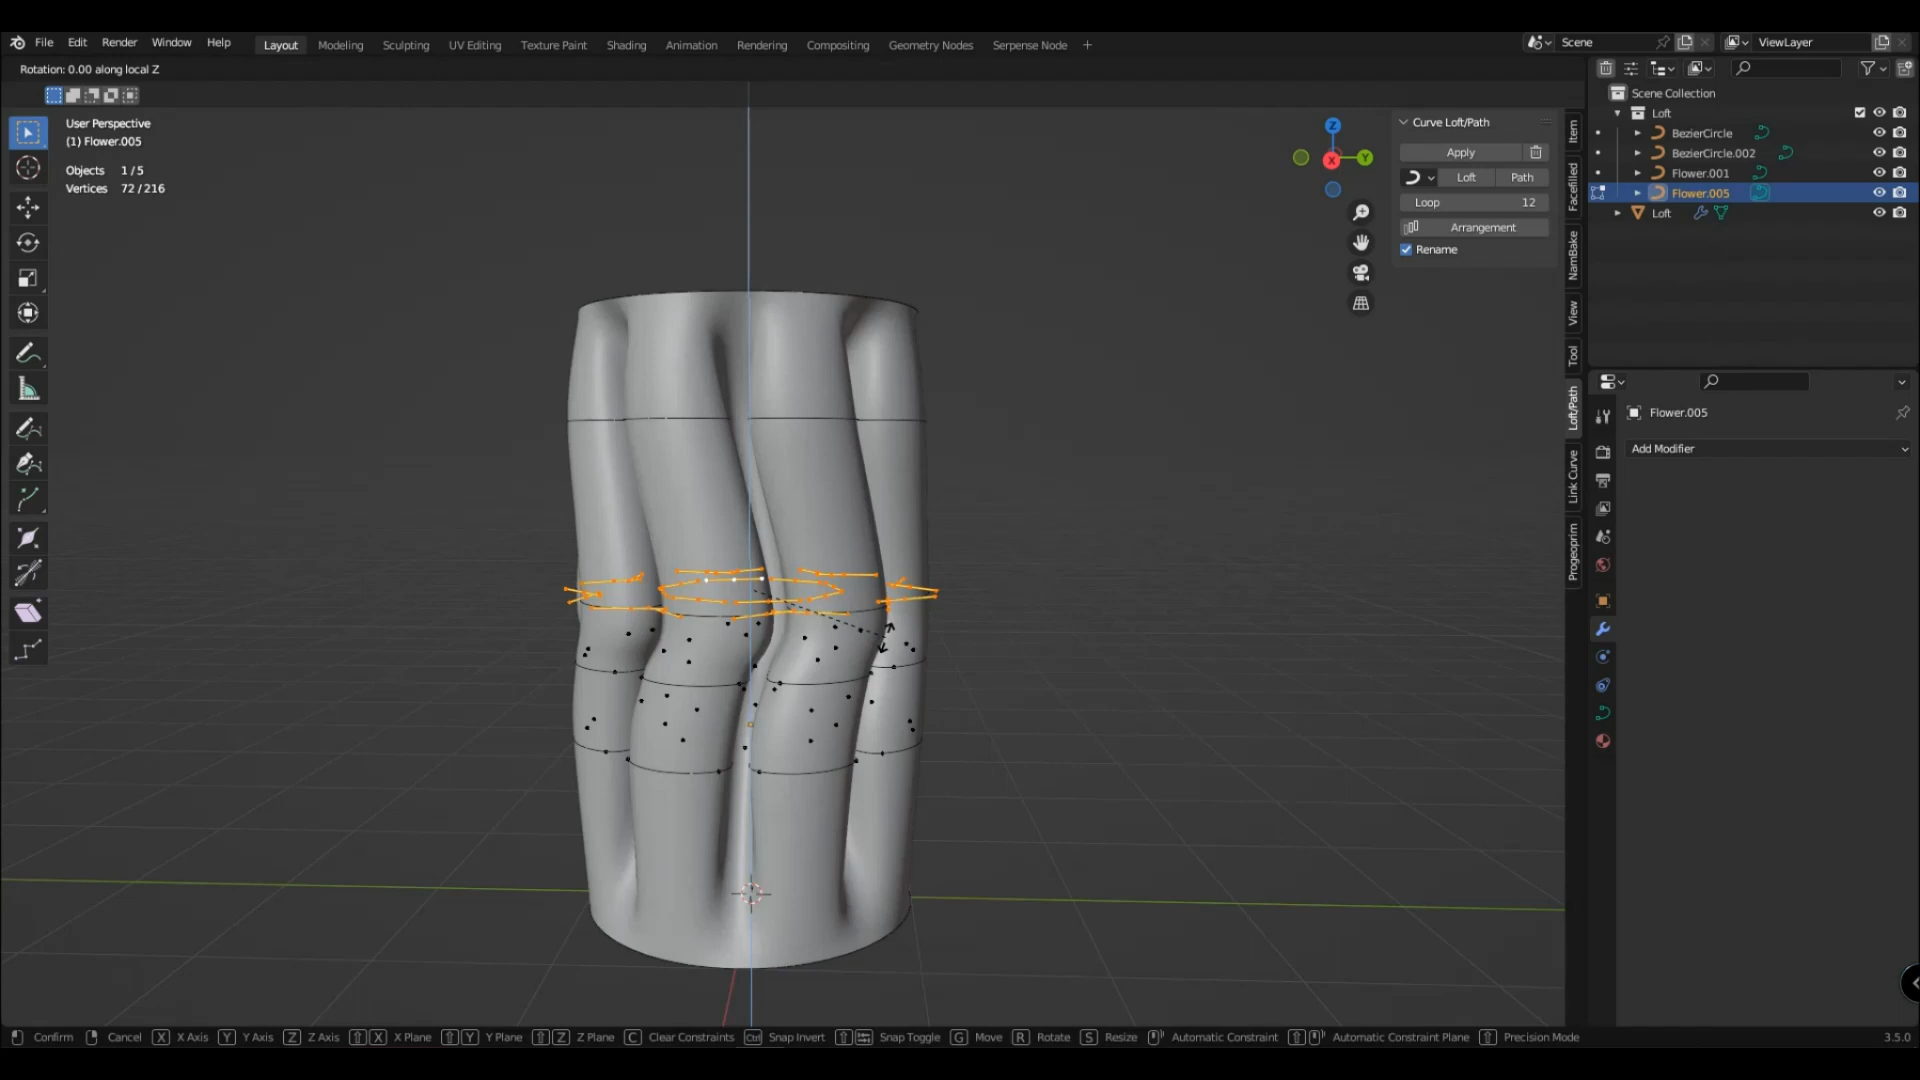 File Edit Render Window Help Layout Modeling Sculpting UV Editing Texture Paint Shading Animation Rendering Compositing Geometry Nodes Serpense Node + Scene ViewLayer
Rotation: 0.00 along local Z
User Perspective
(1) Flower.005
Objects 1/5
Vertices 72/216
Z
Y
X
Curve Loft/Path
Apply
Loft Path
Loop 12
Arrangement
Rename
Item
Facefilled
NamBake
View
Tool
Loft/Path
Link Curve
Progeoprim
Scene Collection
Loft
BezierCircle
BezierCircle.002
Flower.001
Flower.005
Loft
Flower.005
Add Modifier
Confirm Cancel X X Axis Y Y Axis Z Z Axis X X Plane Y Y Plane Z Z Plane C Clear Constraints Ctrl Snap Invert Snap Toggle G Move R Rotate S Resize Automatic Constraint Automatic Constraint Plane Precision Mode 3.5.0